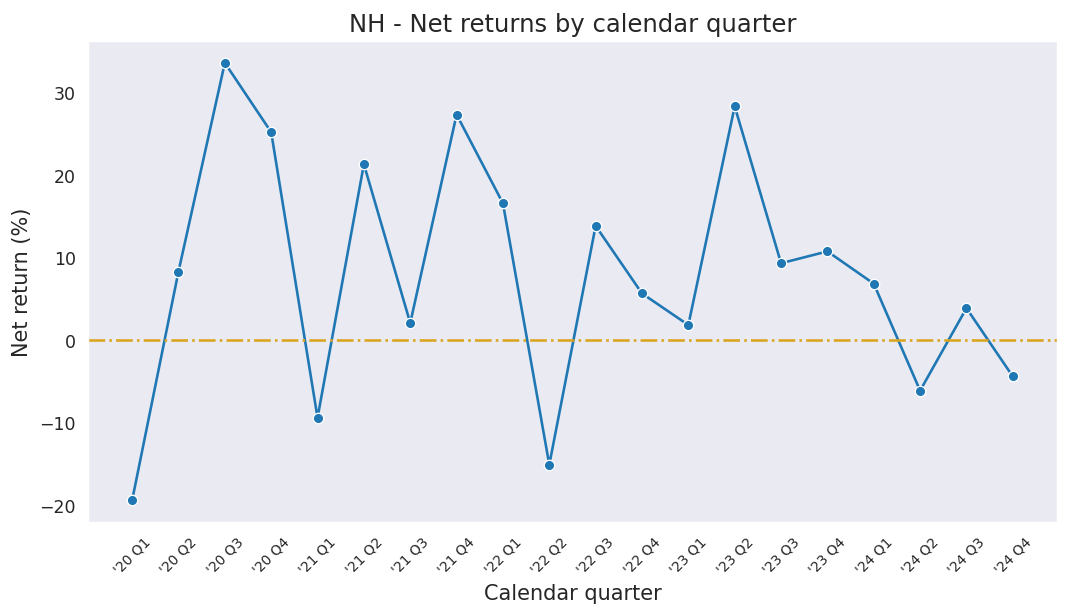 NH - Net returns by calendar quarter
Net return (%)
30
20
10
0
−10
−20
'20 Q1
'20 Q2
'20 Q3
'20 Q4
'21 Q1
'21 Q2
'21 Q3
'21 Q4
'22 Q1
'22 Q2
'22 Q3
'22 Q4
'23 Q1
'23 Q2
'23 Q3
'23 Q4
'24 Q1
'24 Q2
'24 Q3
'24 Q4
Calendar quarter